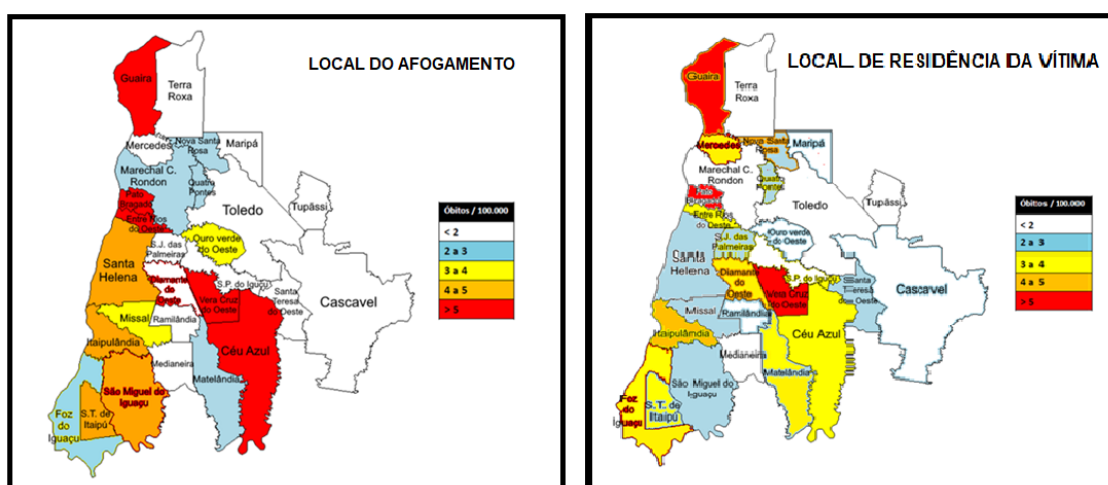 LOCAL DO AFOGAMENTO
Guaira
Terra
Roxa
Mercedes
Nova Santa
Rosa
Maripá
Marechal C.
Rondon
Quatro
Pontes
Pato
Bragado
Toledo
Tupãssi
Entre Rios
do Oeste
Ouro verde
do Oeste
S.J. das
Palmeiras
Santa
Helena
Diamante
do
Oeste
S.P. do Iguçu
Vera Cruz
do Oeste
Santa
Teresa
do Oeste
Cascavel
Missal
Ramilândia
Itaipulândia
Céu Azul
Medianeira
Matelândia
São Miguel do
Iguaçu
Foz
do
Iguaçu
S.T. de
Itaipú
Óbitos / 100.000
< 2
2 a 3
3 a 4
4 a 5
> 5
LOCAL DE RESIDÊNCIA DA VÍTIMA
Guaira
Terra
Roxa
Mercedes
Nova Santa
Rosa
Maripá
Marechal C.
Rondon
Quatro
Pontes
Pato
Bragado
Toledo
Tupãssi
Entre Rios
do Oeste
Ouro verde
do Oeste
S.J. das
Palmeiras
Santa
Helena
Diamante
do Oeste
S.P. do Iguçu
Vera Cruz
do Oeste
Santa
Teresa
do Oeste
Cascavel
Missal
Ramilândia
Itaipulândia
Céu Azul
Medianeira
Matelândia
São
Miguel do
Iguaçu
Foz
do
Iguaçu
S.T. de
Itaipú
Óbitos / 100.000
< 2
2 a 3
3 a 4
4 a 5
> 5